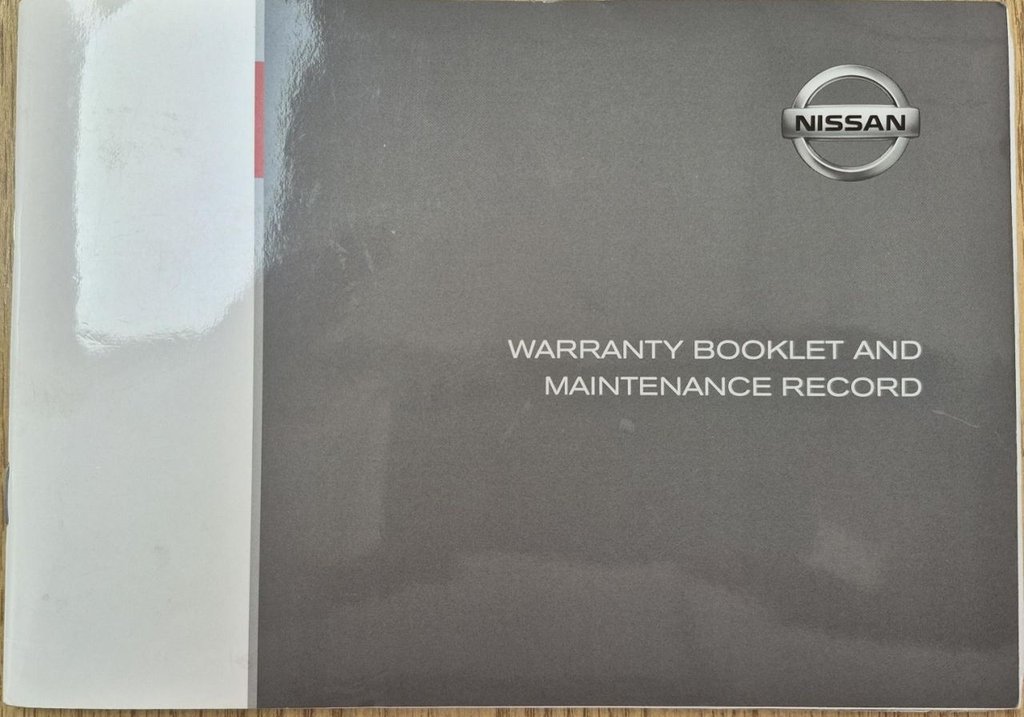 NISSAN
WARRANTY BOOKLET AND
MAINTENANCE RECORD